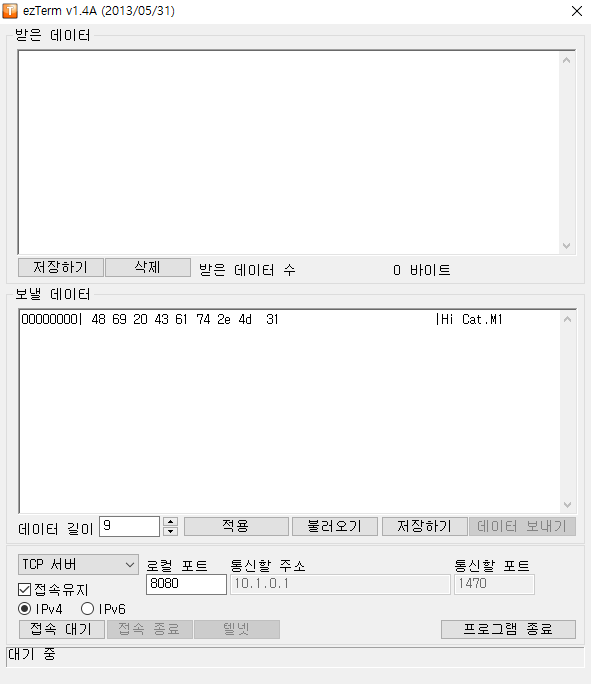 T ezTerm v1.4A (2013/05/31)
받은 데이터
저장하기 삭제 받은 데이터 수 0 바이트
보낼 데이터
00000000| 48 69 20 43 61 74 2e 4d 31 |Hi Cat.M1
데이터 길이 9 적용 불러오기 저장하기 데이터 보내기
TCP 서버 로컬 포트 통신할 주소 통신할 포트
접속유지 8080 10.1.0.1 1470
IPv4 IPv6
접속 대기 접속 종료 텔넷 프로그램 종료
대기 중